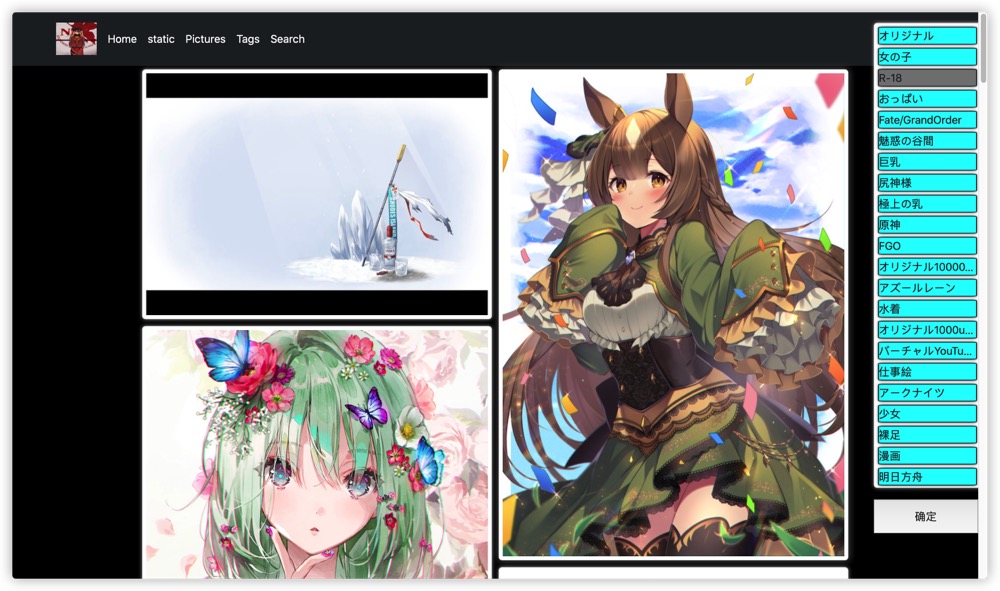 Home static Pictures Tags Search
オリジナル
女の子
R-18
おっぱい
Fate/GrandOrder
魅惑の谷間
巨乳
尻神様
極上の乳
原神
FGO
オリジナル10000...
アズールレーン
水着
オリジナル1000u...
バーチャルYouTu...
仕事絵
アークナイツ
少女
裸足
漫画
明日方舟
确定